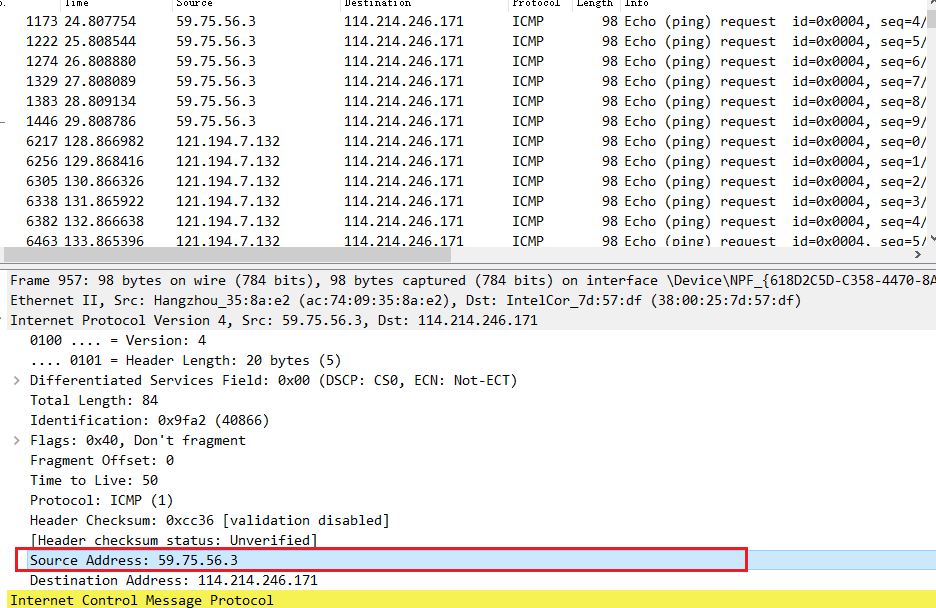 Time Source Destination Protocol Length Info
1173 24.807754 59.75.56.3 114.214.246.171 ICMP 98 Echo (ping) request id=0x0004, seq=4/
1222 25.808544 59.75.56.3 114.214.246.171 ICMP 98 Echo (ping) request id=0x0004, seq=5/
1274 26.808880 59.75.56.3 114.214.246.171 ICMP 98 Echo (ping) request id=0x0004, seq=6/
1329 27.808089 59.75.56.3 114.214.246.171 ICMP 98 Echo (ping) request id=0x0004, seq=7/
1383 28.809134 59.75.56.3 114.214.246.171 ICMP 98 Echo (ping) request id=0x0004, seq=8/
1446 29.808786 59.75.56.3 114.214.246.171 ICMP 98 Echo (ping) request id=0x0004, seq=9/
6217 128.866982 121.194.7.132 114.214.246.171 ICMP 98 Echo (ping) request id=0x0004, seq=0/
6256 129.868416 121.194.7.132 114.214.246.171 ICMP 98 Echo (ping) request id=0x0004, seq=1/
6305 130.866326 121.194.7.132 114.214.246.171 ICMP 98 Echo (ping) request id=0x0004, seq=2/
6338 131.865922 121.194.7.132 114.214.246.171 ICMP 98 Echo (ping) request id=0x0004, seq=3/
6382 132.866638 121.194.7.132 114.214.246.171 ICMP 98 Echo (ping) request id=0x0004, seq=4/
6463 133.865396 121.194.7.132 114.214.246.171 ICMP 98 Echo (ping) request id=0x0004, seq=5/
Frame 957: 98 bytes on wire (784 bits), 98 bytes captured (784 bits) on interface \Device\NPF_{618D2C5D-C358-4470-8A
Ethernet II, Src: Hangzhou_35:8a:e2 (ac:74:09:35:8a:e2), Dst: IntelCor_7d:57:df (38:00:25:7d:57:df)
Internet Protocol Version 4, Src: 59.75.56.3, Dst: 114.214.246.171
0100 .... = Version: 4
.... 0101 = Header Length: 20 bytes (5)
Differentiated Services Field: 0x00 (DSCP: CS0, ECN: Not-ECT)
Total Length: 84
Identification: 0x9fa2 (40866)
Flags: 0x40, Don't fragment
Fragment Offset: 0
Time to Live: 50
Protocol: ICMP (1)
Header Checksum: 0xcc36 [validation disabled]
[Header checksum status: Unverified]
Source Address: 59.75.56.3
Destination Address: 114.214.246.171
Internet Control Message Protocol